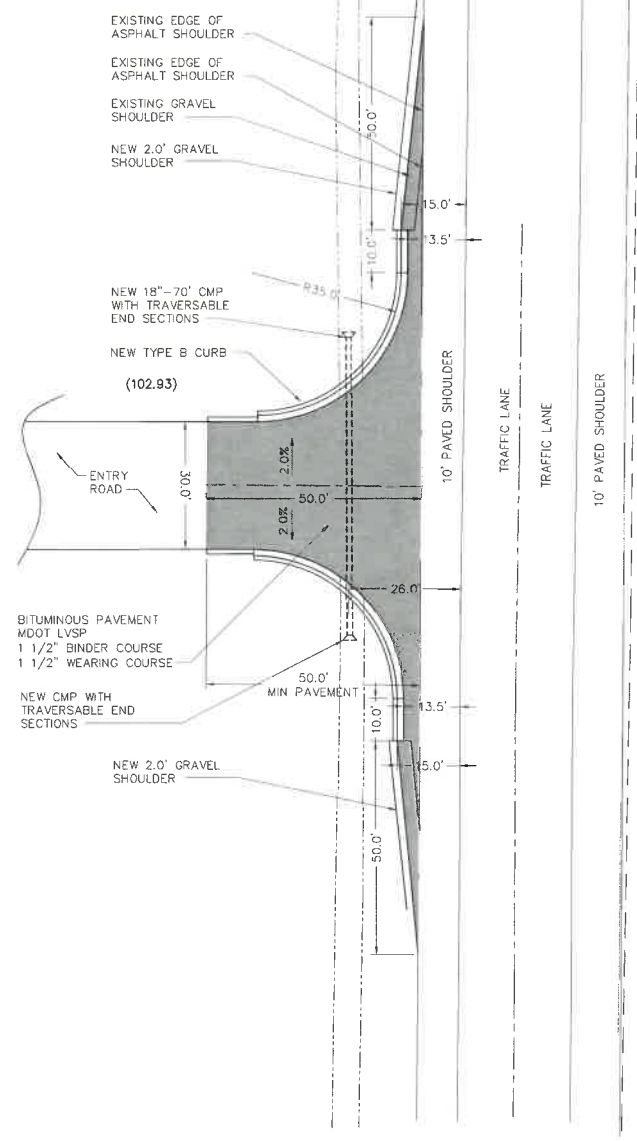 EXISTING EDGE OF
ASPHALT SHOULDER
EXISTING EDGE OF
ASPHALT SHOULDER
EXISTING GRAVEL
SHOULDER
NEW 2.0' GRAVEL
SHOULDER
50.0'
15.0'
13.5'
10.0'
R35.0'
NEW 18"-70' CMP
WITH TRAVERSABLE
END SECTIONS
NEW TYPE B CURB
(102.93)
10' PAVED SHOULDER
TRAFFIC LANE
TRAFFIC LANE
10' PAVED SHOULDER
ENTRY
ROAD
30.0'
2.0%
50.0'
2.0%
26.0'
BITUMINOUS PAVEMENT
MDOT LVSP
1 1/2" BINDER COURSE
1 1/2" WEARING COURSE
50.0'
MIN PAVEMENT
NEW CMP WITH
TRAVERSABLE END
SECTIONS
10.0'
13.5'
NEW 2.0' GRAVEL
SHOULDER
15.0'
50.0'